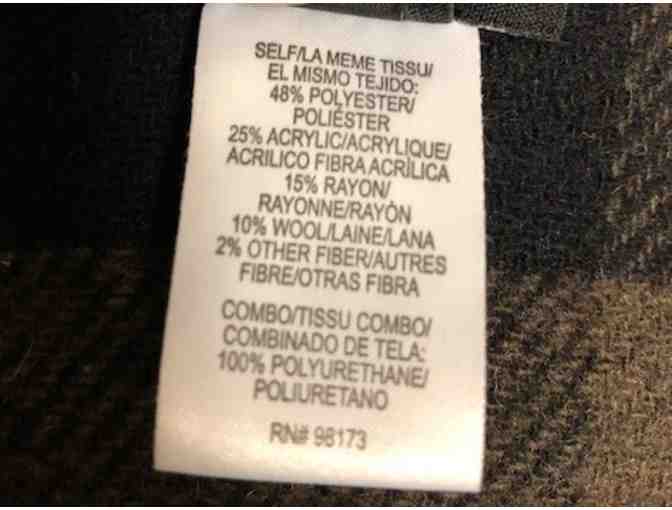 SELF/LA MEME TISSU/
EL MISMO TEJIDO:
48% POLYESTER/
POLIÉSTER
25% ACRYLIC/ACRYLIQUE/
ACRILICO FIBRA ACRÍLICA
15% RAYON/
RAYONNE/RAYÓN
10% WOOL/LAINE/LANA
2% OTHER FIBER/AUTRES
FIBRE/OTRAS FIBRA
COMBO/TISSU COMBO/
COMBINADO DE TELA:
100% POLYURETHANE/
POLIURETANO
RN# 98173